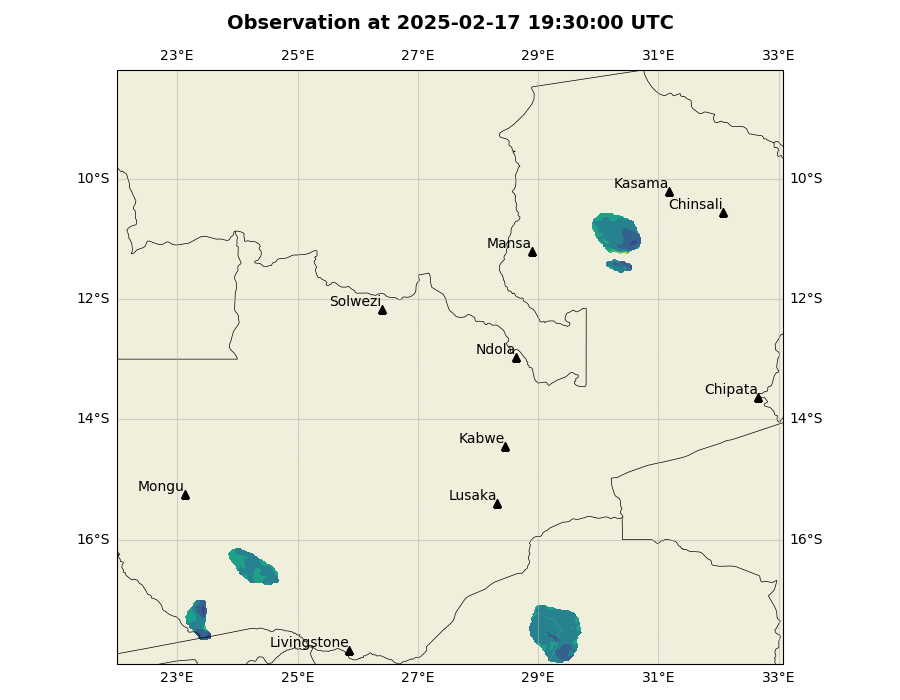 Observation at 2025-02-17 19:30:00 UTC
23°E 25°E 27°E 29°E 31°E 33°E
10°S 10°S
Kasama
Chinsali
Mansa
12°S 12°S
Solwezi
Ndola
Chipata
14°S 14°S
Kabwe
Mongu
Lusaka
16°S 16°S
Livingstone
23°E 25°E 27°E 29°E 31°E 33°E